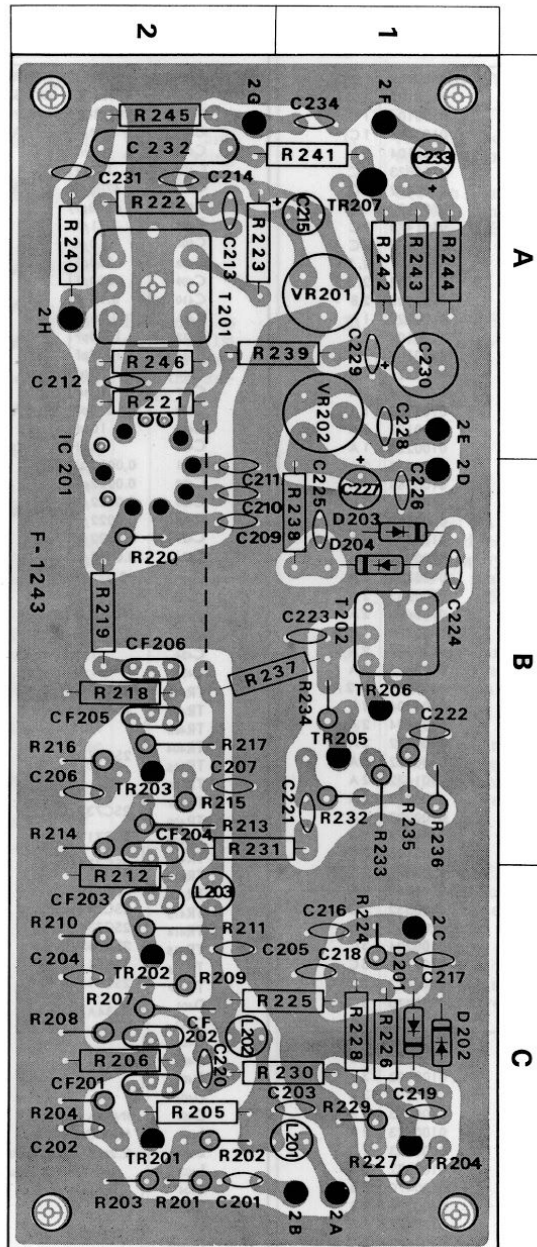 2 1
2G C234 2F
R245
C232 R241 C233
C231 C214
R222 + C215 TR207 +
R240 C213 R223 R242 R243 R244
A
2H T201 VR201
R246 R239 C229 + C230
C212
R221 VR202 C228 2E
IC 201 + 2D
C211 R238 C225 C227 C226
C210
C209 D203
R220 D204
F-1243
R219 C223 T202 C224
B
CF206
R218 R237 R234 TR206
CF205 C222
R216 R217 TR205
C206 TR203 C207
R215 C221 R232 R233 R235 R236
R214 R213
CF204 R231
R212
CF203 L203
R210 R211 C216 R224 2C
C204 TR202 C205 C218 D201 C217
R209
R207 R225
R208 CF 202 L202 R228 R226 D202
C
R206 C220 R230
CF201 C203 C219
R204 R205 R229
C202 TR201 R202 L201
R227 TR204
R203 R201 C201 2B 2A